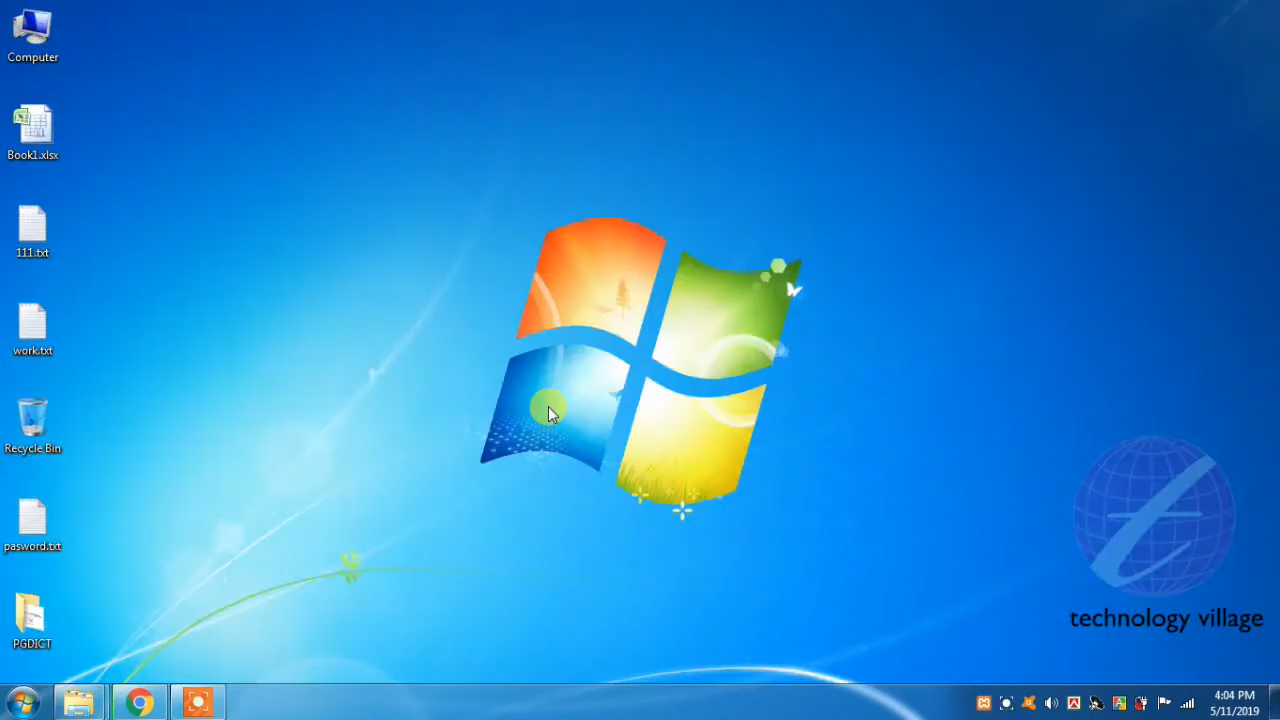 Computer
Book1.xlsx
111.txt
work.txt
Recycle Bin
pasword.txt
PGDICT
technology village
4:04 PM
5/11/2019